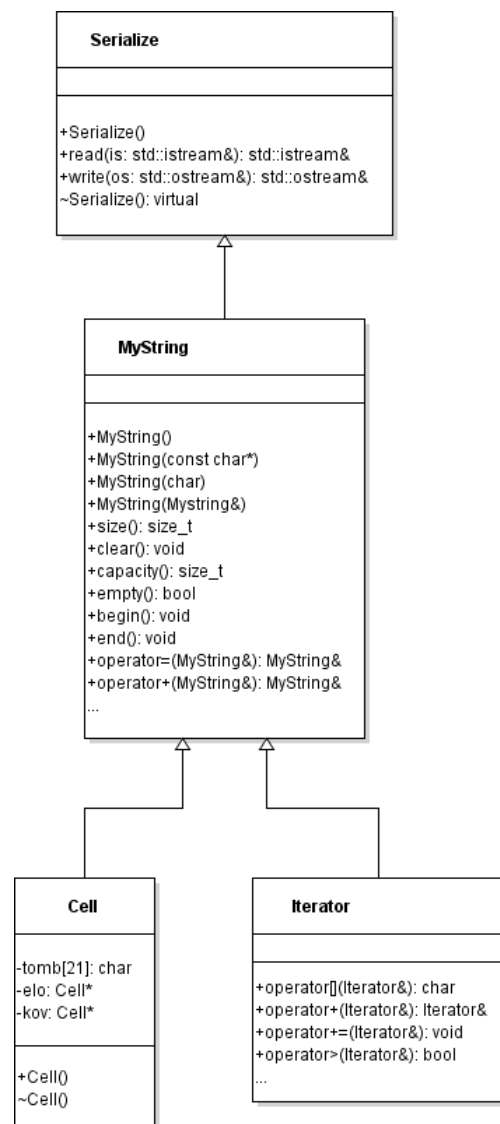 Serialize
+Serialize()
+read(is: std::istream&): std::istream&
+write(os: std::ostream&): std::ostream&
~Serialize(): virtual
MyString
+MyString()
+MyString(const char*)
+MyString(char)
+MyString(Mystring&)
+size(): size_t
+clear(): void
+capacity(): size_t
+empty(): bool
+begin(): void
+end(): void
+operator=(MyString&): MyString&
+operator+(MyString&): MyString&
...
Cell
-tomb[21]: char
-elo: Cell*
-kov: Cell*
+Cell()
~Cell()
Iterator
+operator[](Iterator&): char
+operator+(Iterator&): Iterator&
+operator+=(Iterator&): void
+operator>(Iterator&): bool
...